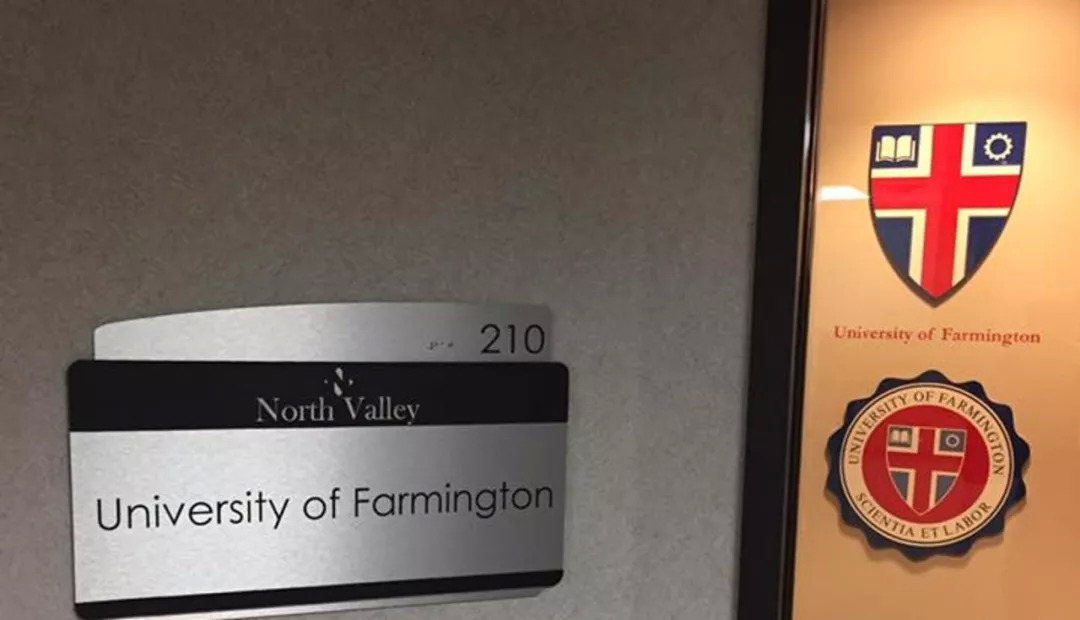 210
North Valley
University of Farmington
University of Farmington
UNIVERSITY OF FARMINGTON
SCIENTIA ET LABOR